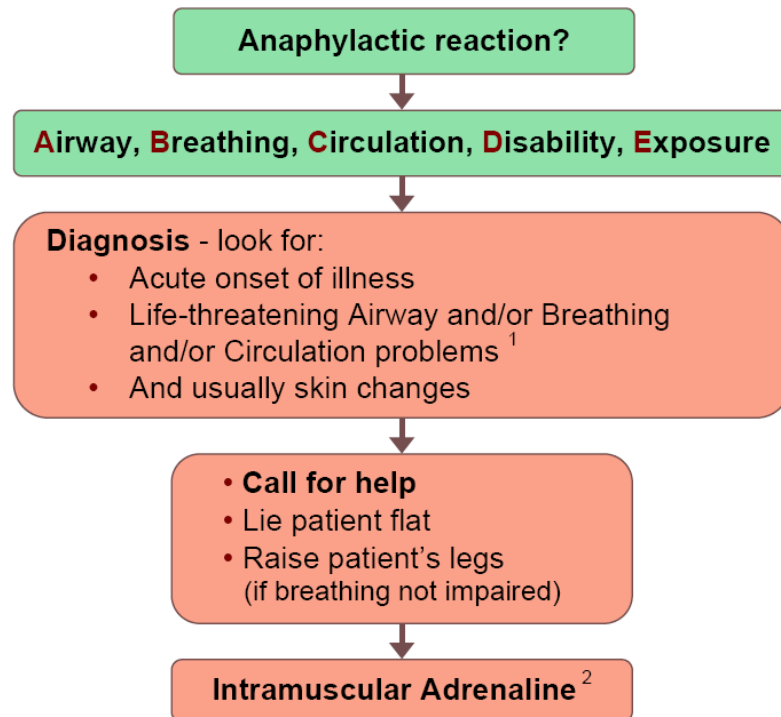 Anaphylactic reaction?
Airway, Breathing, Circulation, Disability, Exposure
Diagnosis - look for:
• Acute onset of illness
• Life-threatening Airway and/or Breathing
and/or Circulation problems 1
• And usually skin changes
• Call for help
• Lie patient flat
• Raise patient's legs
(if breathing not impaired)
Intramuscular Adrenaline 2